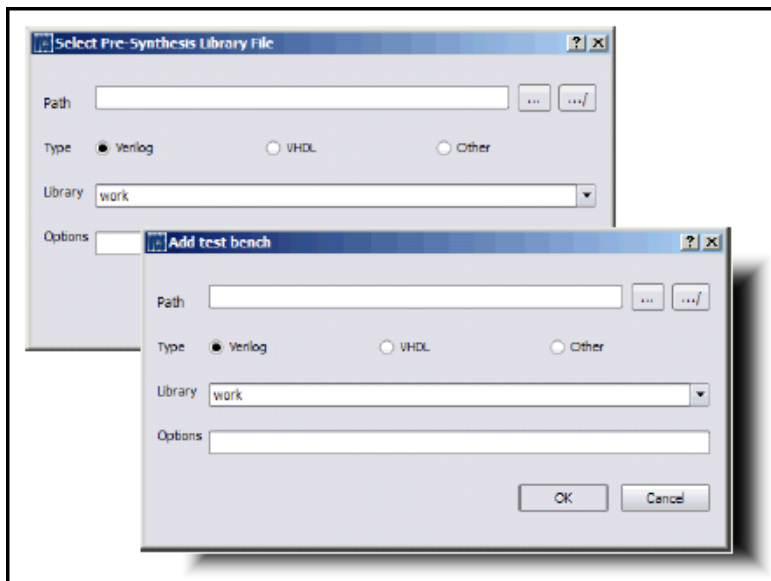 Select Pre-Synthesis Library File
Path ... .../
Type Verilog VHDL Other
Library work
Options
Add test bench
Path ... .../
Type Verilog VHDL Other
Library work
Options
OK Cancel